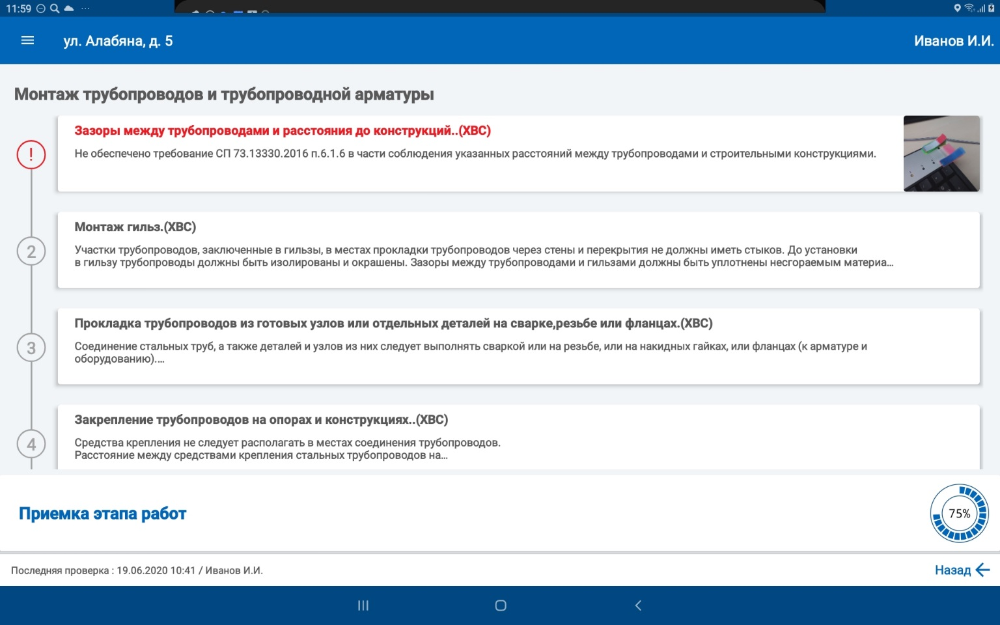 11:59
ул. Алабяна, д. 5
Иванов И.И.
Монтаж трубопроводов и трубопроводной арматуры
!
Зазоры между трубопроводами и расстояния до конструкций..(ХВС)
Не обеспечено требование СП 73.13330.2016 п.6.1.6 в части соблюдения указанных расстояний между трубопроводами и строительными конструкциями.
2
Монтаж гильз.(ХВС)
Участки трубопроводов, заключенные в гильзы, в местах прокладки трубопроводов через стены и перекрытия не должны иметь стыков. До установки
в гильзу трубопроводы должны быть изолированы и окрашены. Зазоры между трубопроводами и гильзами должны быть уплотнены несгораемым материа...
3
Прокладка трубопроводов из готовых узлов или отдельных деталей на сварке,резьбе или фланцах.(ХВС)
Соединение стальных труб, а также деталей и узлов из них следует выполнять сваркой или на резьбе, или на накидных гайках, или фланцах (к арматуре и
оборудованию)....
4
Закрепление трубопроводов на опорах и конструкциях..(ХВС)
Средства крепления не следует располагать в местах соединения трубопроводов.
Расстояние между средствами крепления стальных трубопроводов на...
Приемка этапа работ
75%
Последняя проверка : 19.06.2020 10:41 / Иванов И.И.
Назад